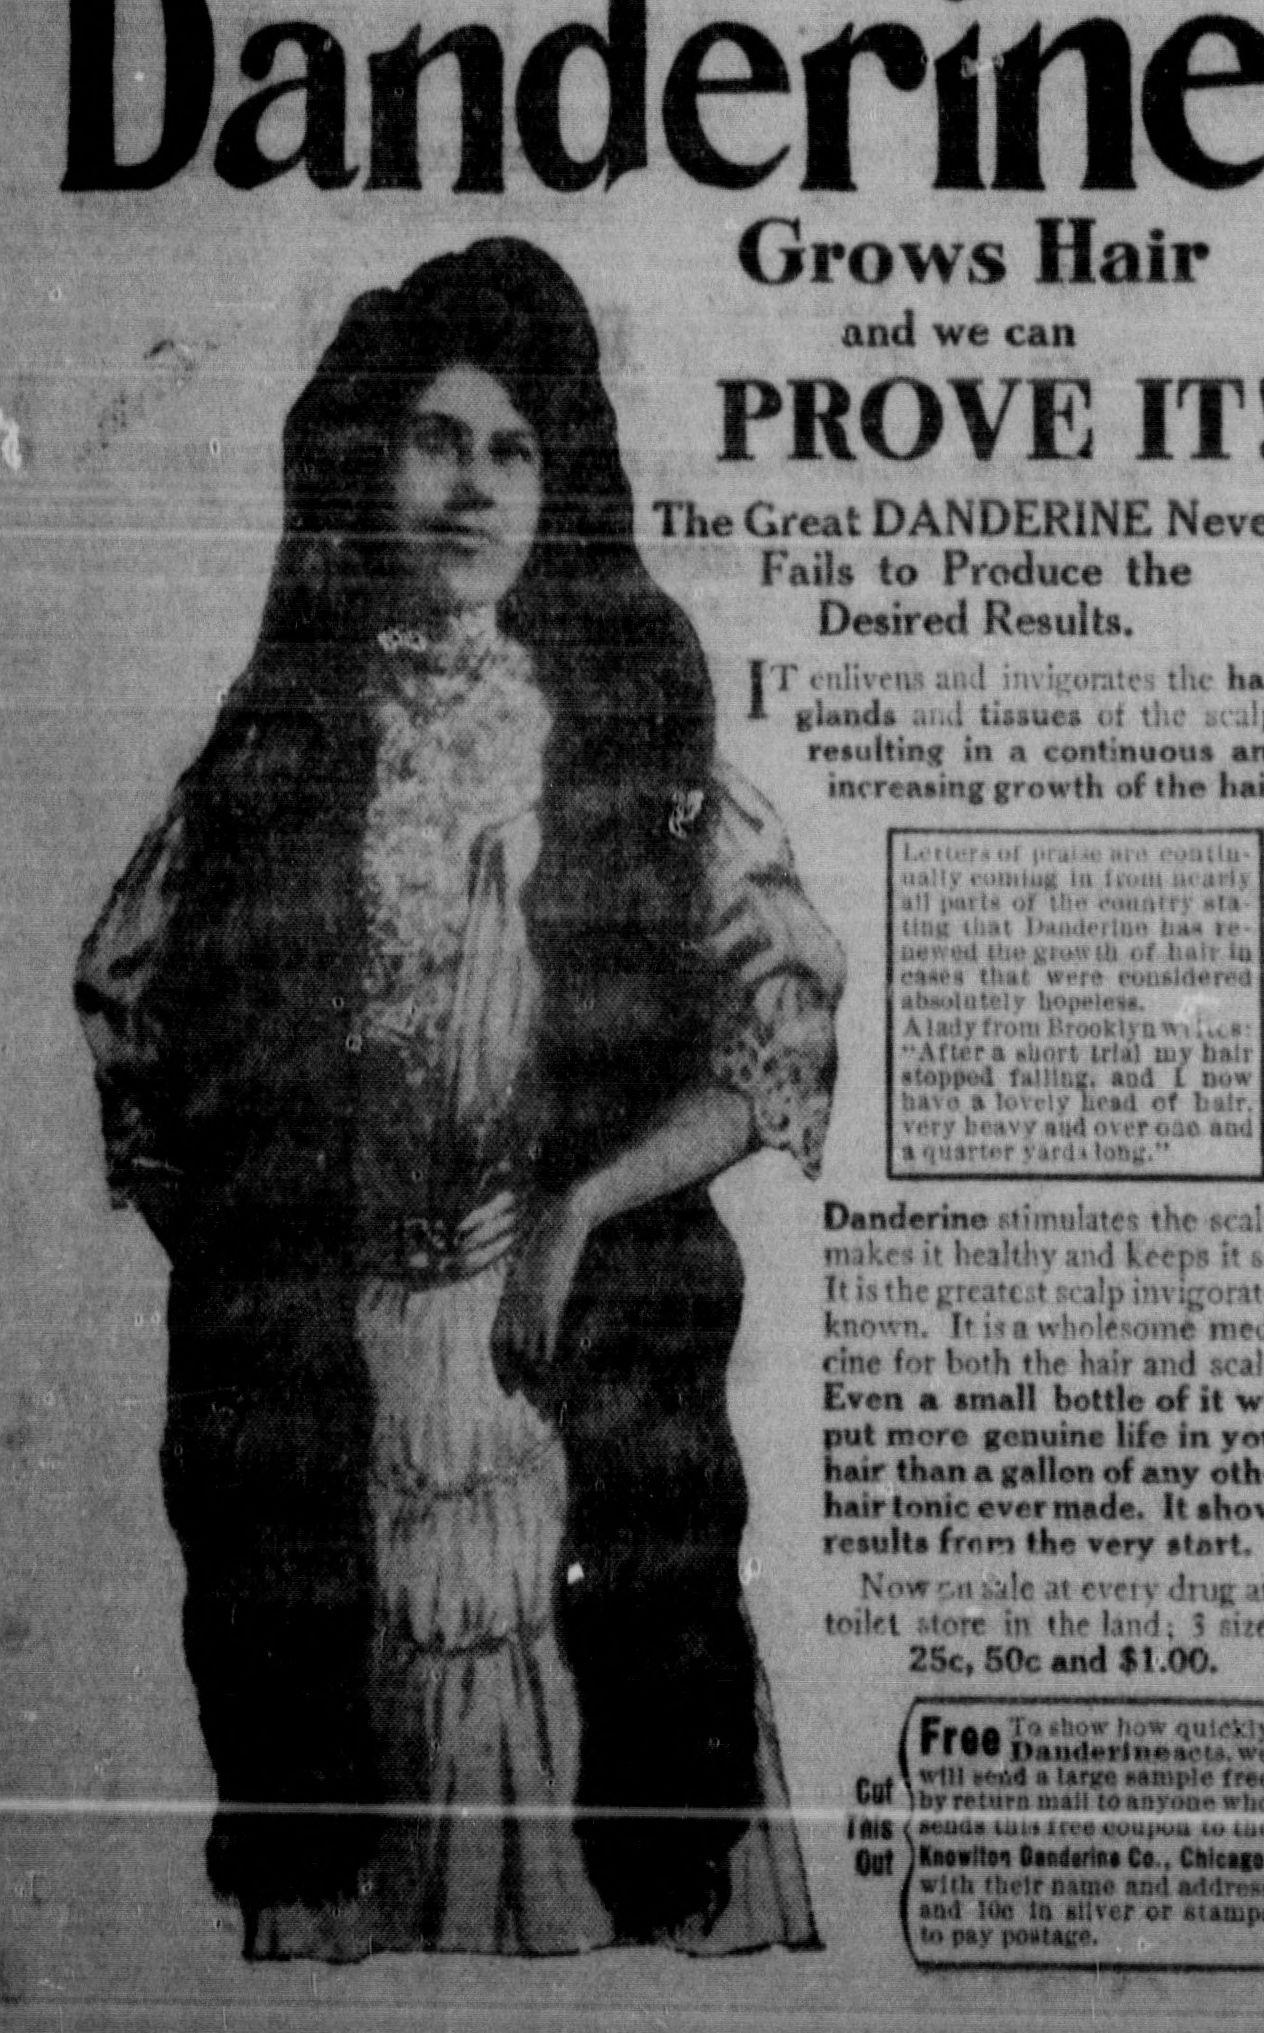 Danderine
Grows Hair
and we can
PROVE IT!
The Great DANDERINE Neve
Fails to Produce the
Desired Results.
IT enlivens and invigorates the ha
glands and tissues of the scalp
resulting in a continuous an
increasing growth of the hai
Letters of praise are contin-
ually coming in from nearly
all parts of the country sta-
ting that Danderine has re-
newed the growth of hair in
cases that were considered
absolutely hopeless.
A lady from Brooklyn writes:
"After a short trial my hair
stopped falling, and I now
have a lovely head of hair,
very heavy and over one and
a quarter yards long."
Danderine stimulates the scal
makes it healthy and keeps it s
It is the greatest scalp invigorat
known. It is a wholesome med
cine for both the hair and scal
Even a small bottle of it w
put more genuine life in yo
hair than a gallon of any oth
hair tonic ever made. It show
results from the very start.
Now on sale at every drug a
toilet store in the land; 3 size
25c, 50c and $1.00.
Cut
This
Out
Free To show how quickly
Danderine acts, we
will send a large sample free
by return mail to anyone who
sends this free coupon to the
Knowlton Danderine Co., Chicago
with their name and address
and 10c in silver or stamps
to pay postage.